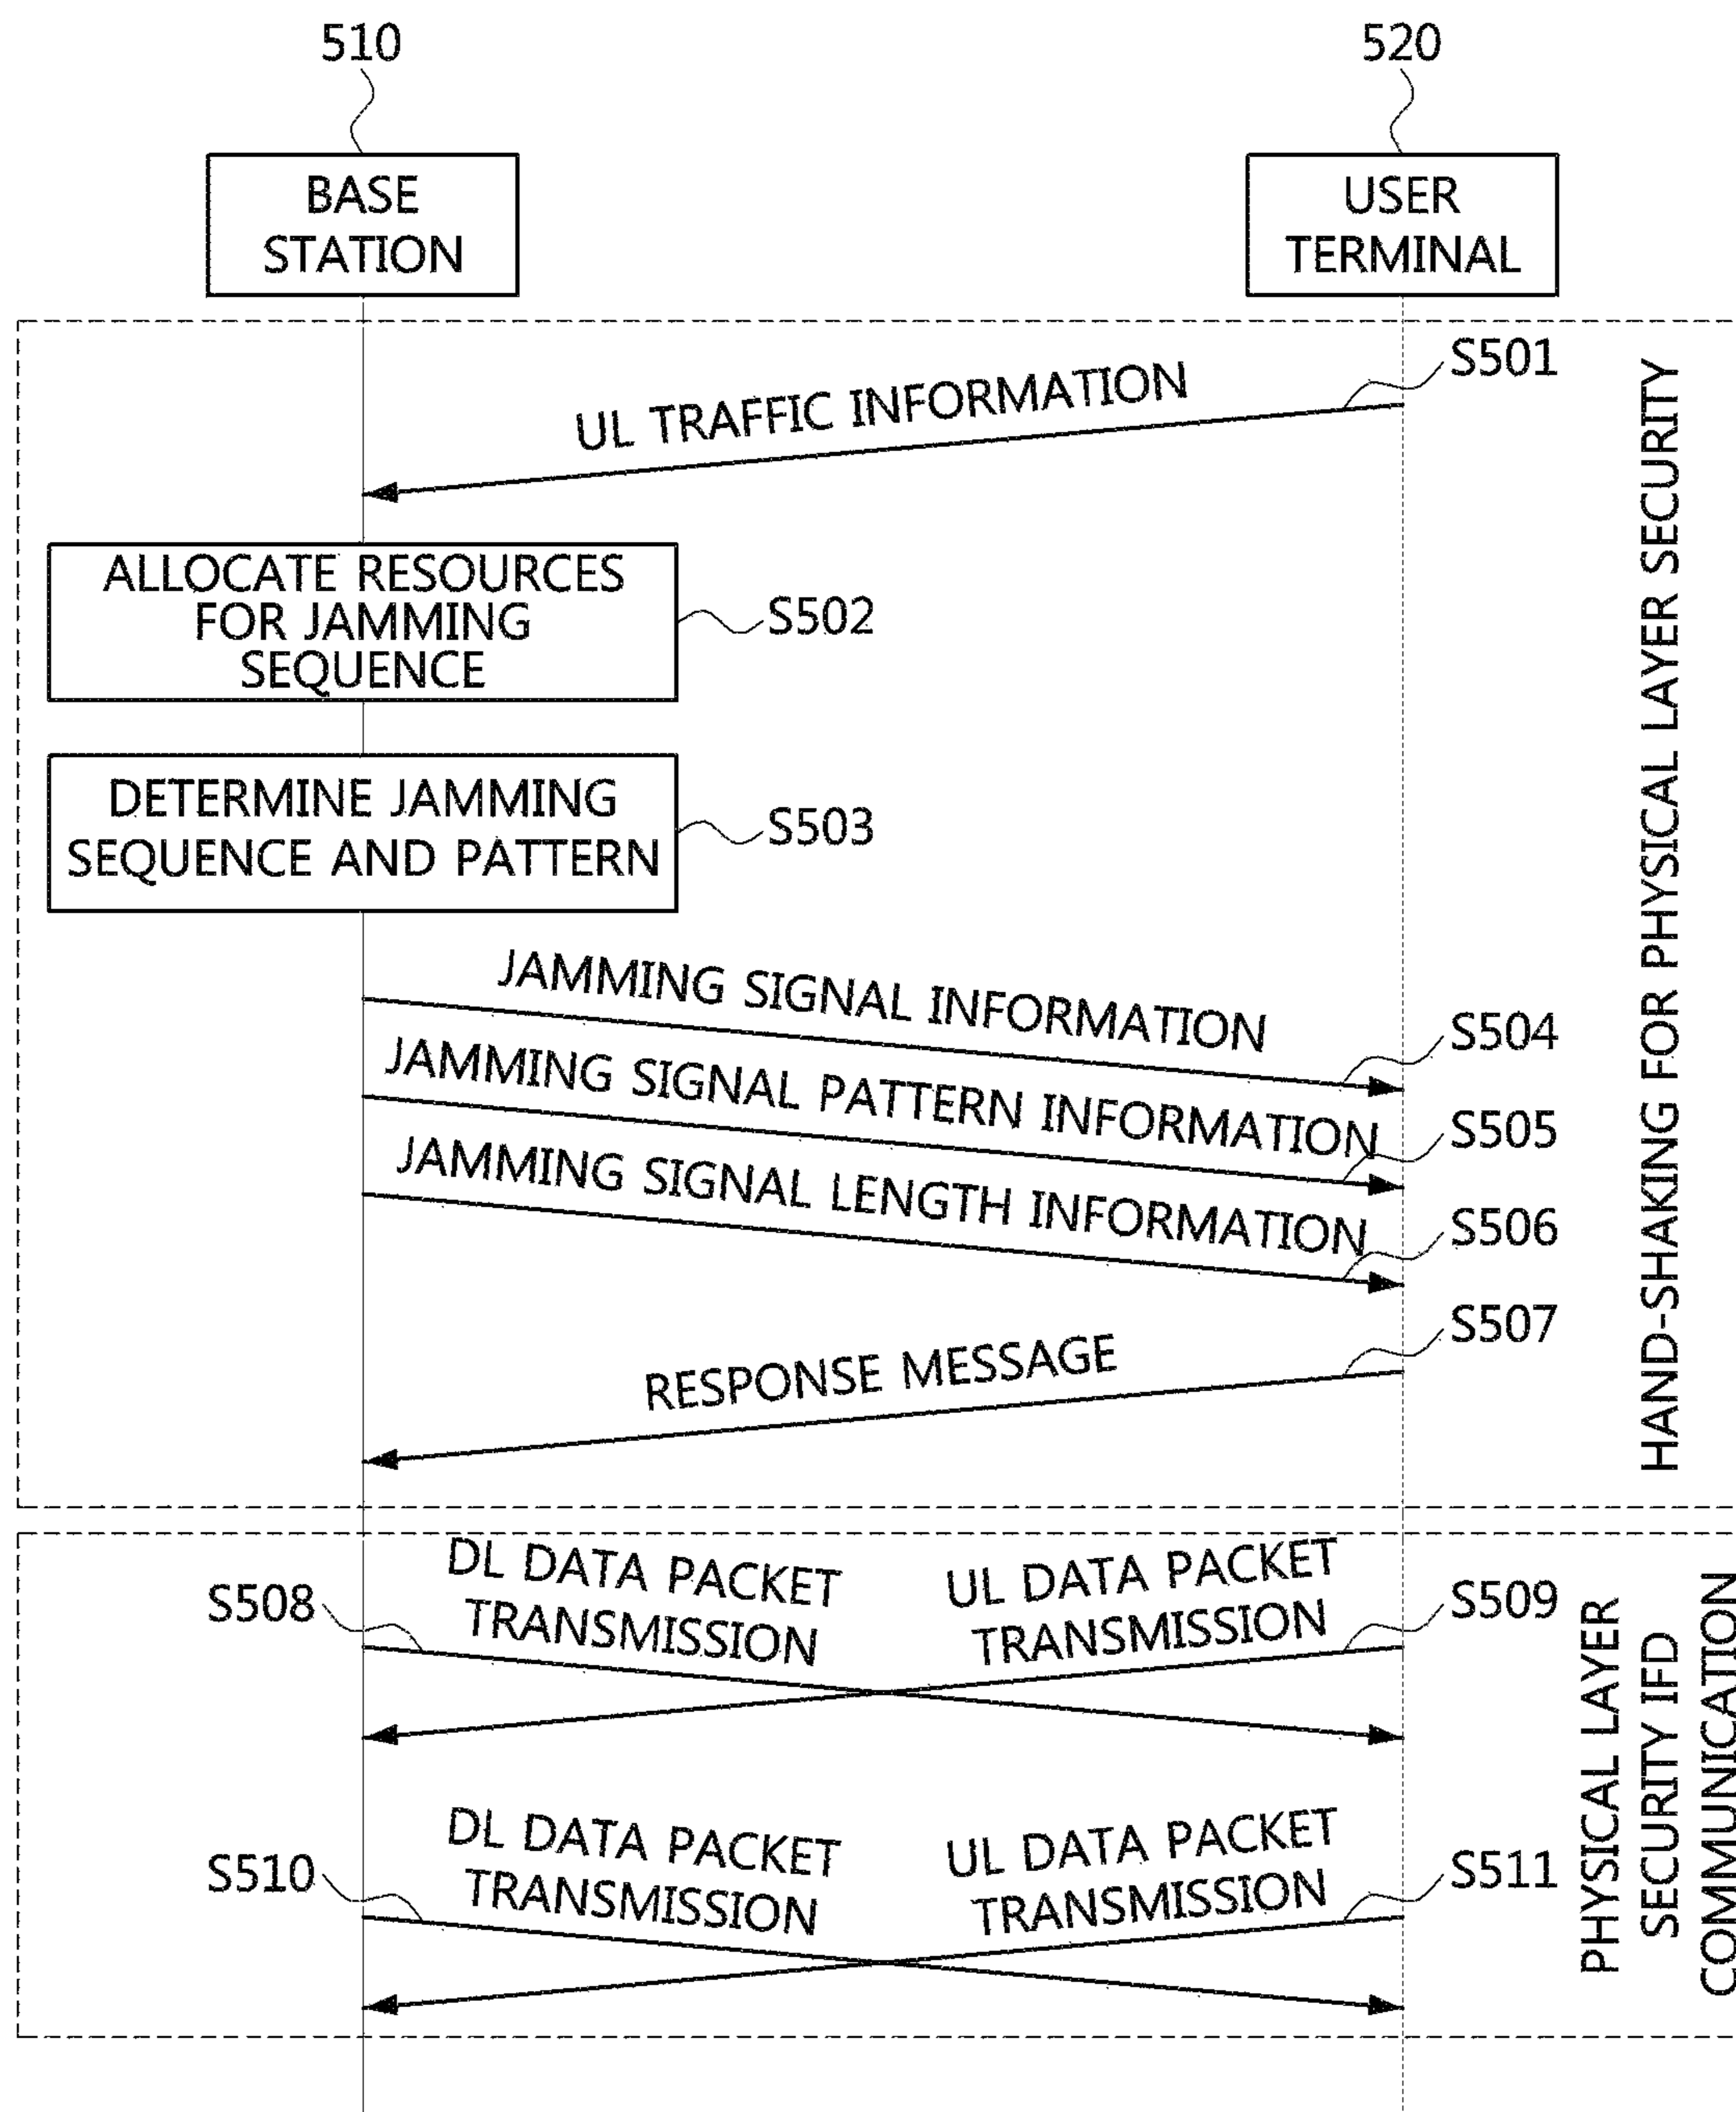 510
520
BASE
STATION
USER
TERMINAL
S501
UL TRAFFIC INFORMATION
ALLOCATE RESOURCES
FOR JAMMING
SEQUENCE
S502
DETERMINE JAMMING
SEQUENCE AND PATTERN
S503
JAMMING SIGNAL INFORMATION
S504
JAMMING SIGNAL PATTERN INFORMATION
S505
JAMMING SIGNAL LENGTH INFORMATION
S506
S507
RESPONSE MESSAGE
HAND-SHAKING FOR PHYSICAL LAYER SECURITY
S508
DL DATA PACKET
TRANSMISSION
UL DATA PACKET
TRANSMISSION
S509
S510
DL DATA PACKET
TRANSMISSION
UL DATA PACKET
TRANSMISSION
S511
PHYSICAL LAYER
SECURITY IFD
COMMUNICATION